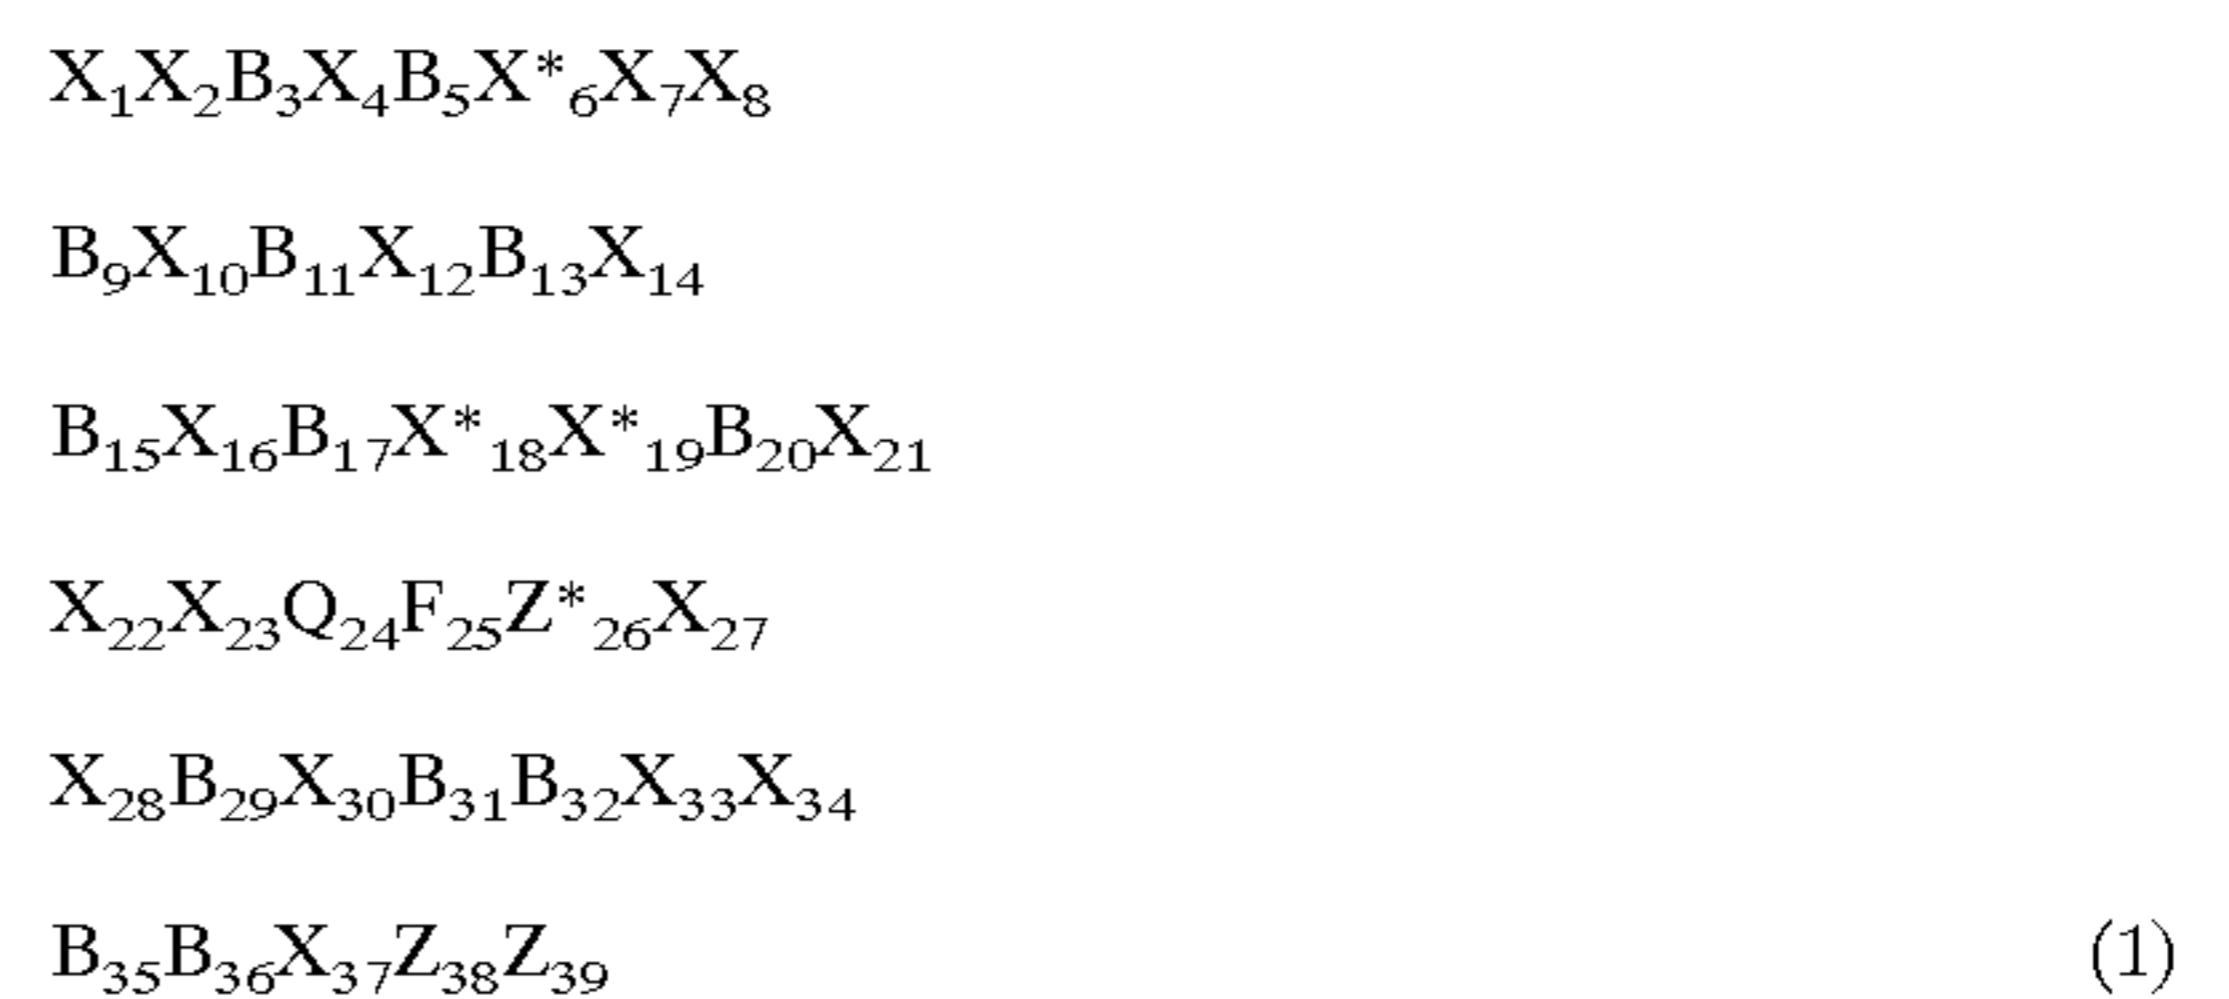 X₁X₂B₃X₄B₅X*₆X₇X₈
B₉X₁₀B₁₁X₁₂B₁₃X₁₄
B₁₅X₁₆B₁₇X*₁₈X*₁₉B₂₀X₂₁
X₂₂X₂₃Q₂₄F₂₅Z*₂₆X₂₇
X₂₈B₂₉X₃₀B₃₁B₃₂X₃₃X₃₄
B₃₅B₃₆X₃₇Z₃₈Z₃₉ (1)